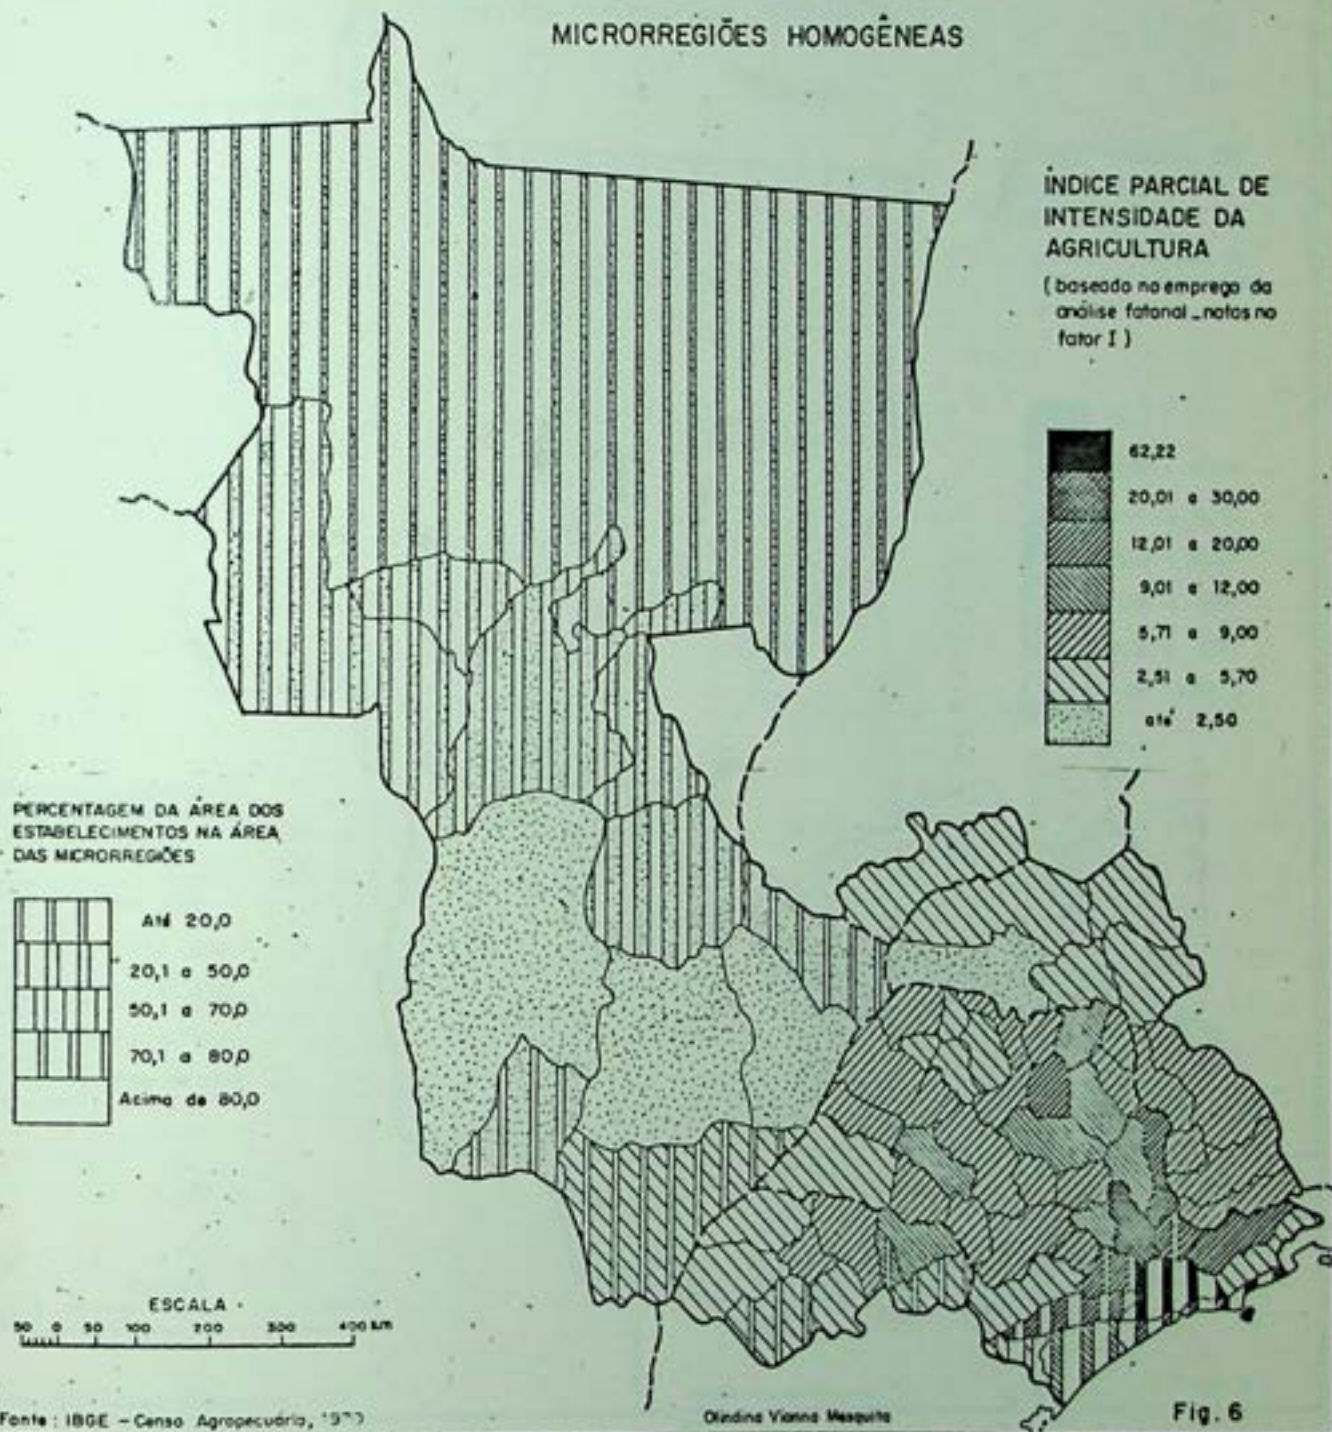 MICRORREGIÕES HOMOGÊNEAS
ÍNDICE PARCIAL DE
INTENSIDADE DA
AGRICULTURA
( baseado no emprego da
análise fatorial _ notas no
fator I )
62,22
20,01 a 30,00
12,01 a 20,00
9,01 a 12,00
5,71 a 9,00
2,51 a 5,70
até 2,50
PERCENTAGEM DA ÁREA DOS
ESTABELECIMENTOS NA ÁREA
DAS MICRORREGIÕES
Até 20,0
20,1 a 50,0
50,1 a 70,0
70,1 a 80,0
Acima de 80,0
ESCALA
50 0 50 100 200 300 400 km
Fonte : IBGE - Censo Agropecuário,
Olindina Vianna Mesquita
Fig. 6